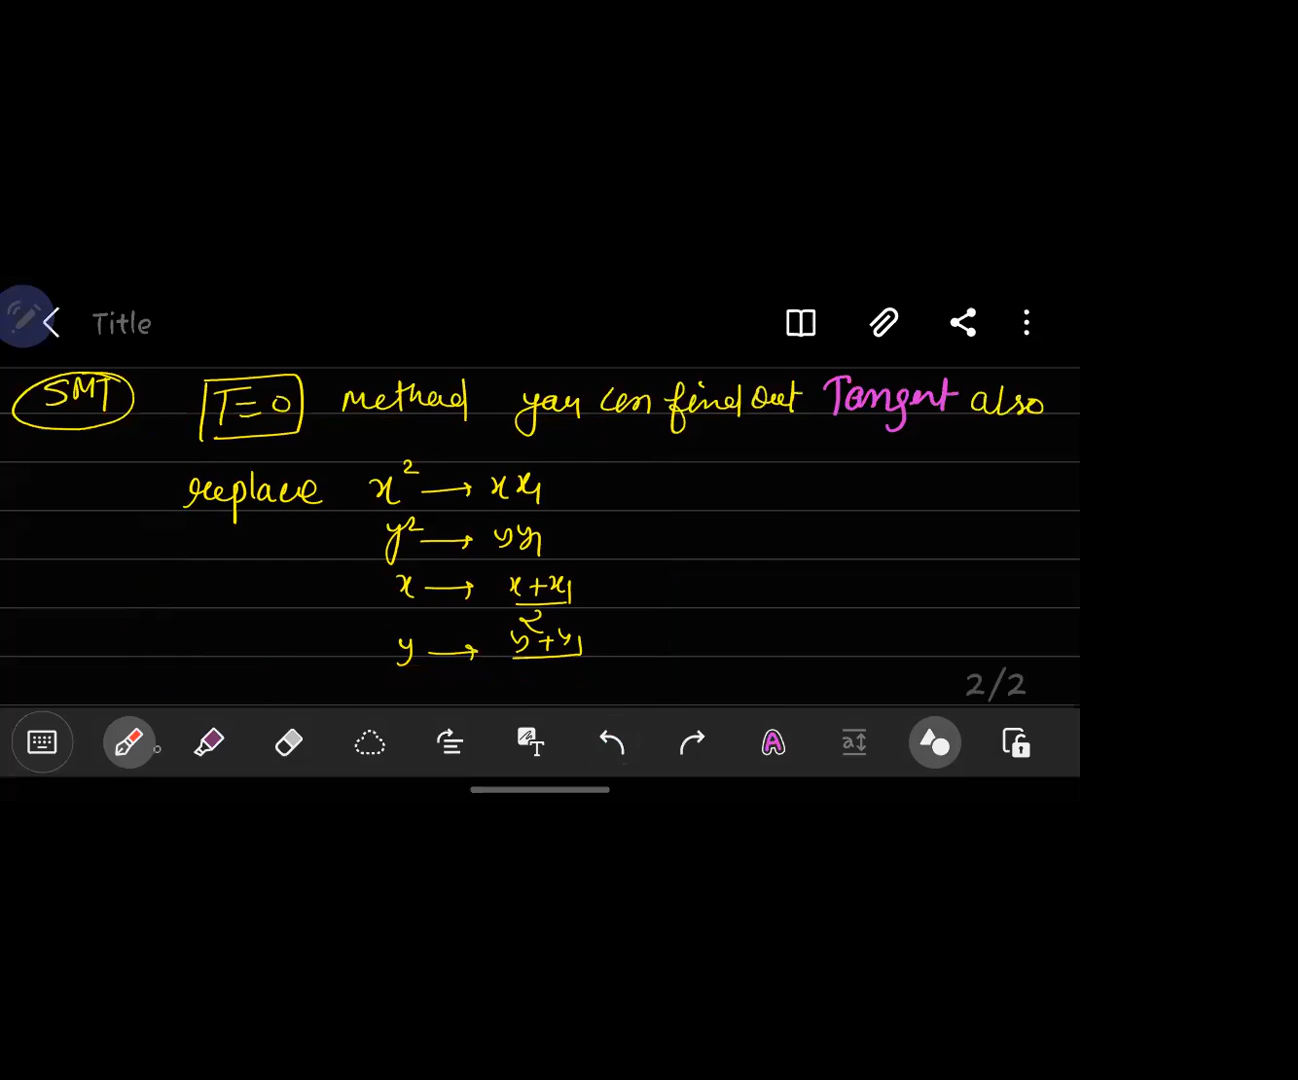 Title
SMT T=0 method you can find out Tangent also
replace x² → xx₁
y² → yy₁
x → x+x₁/2
y → y+y₁
2/2